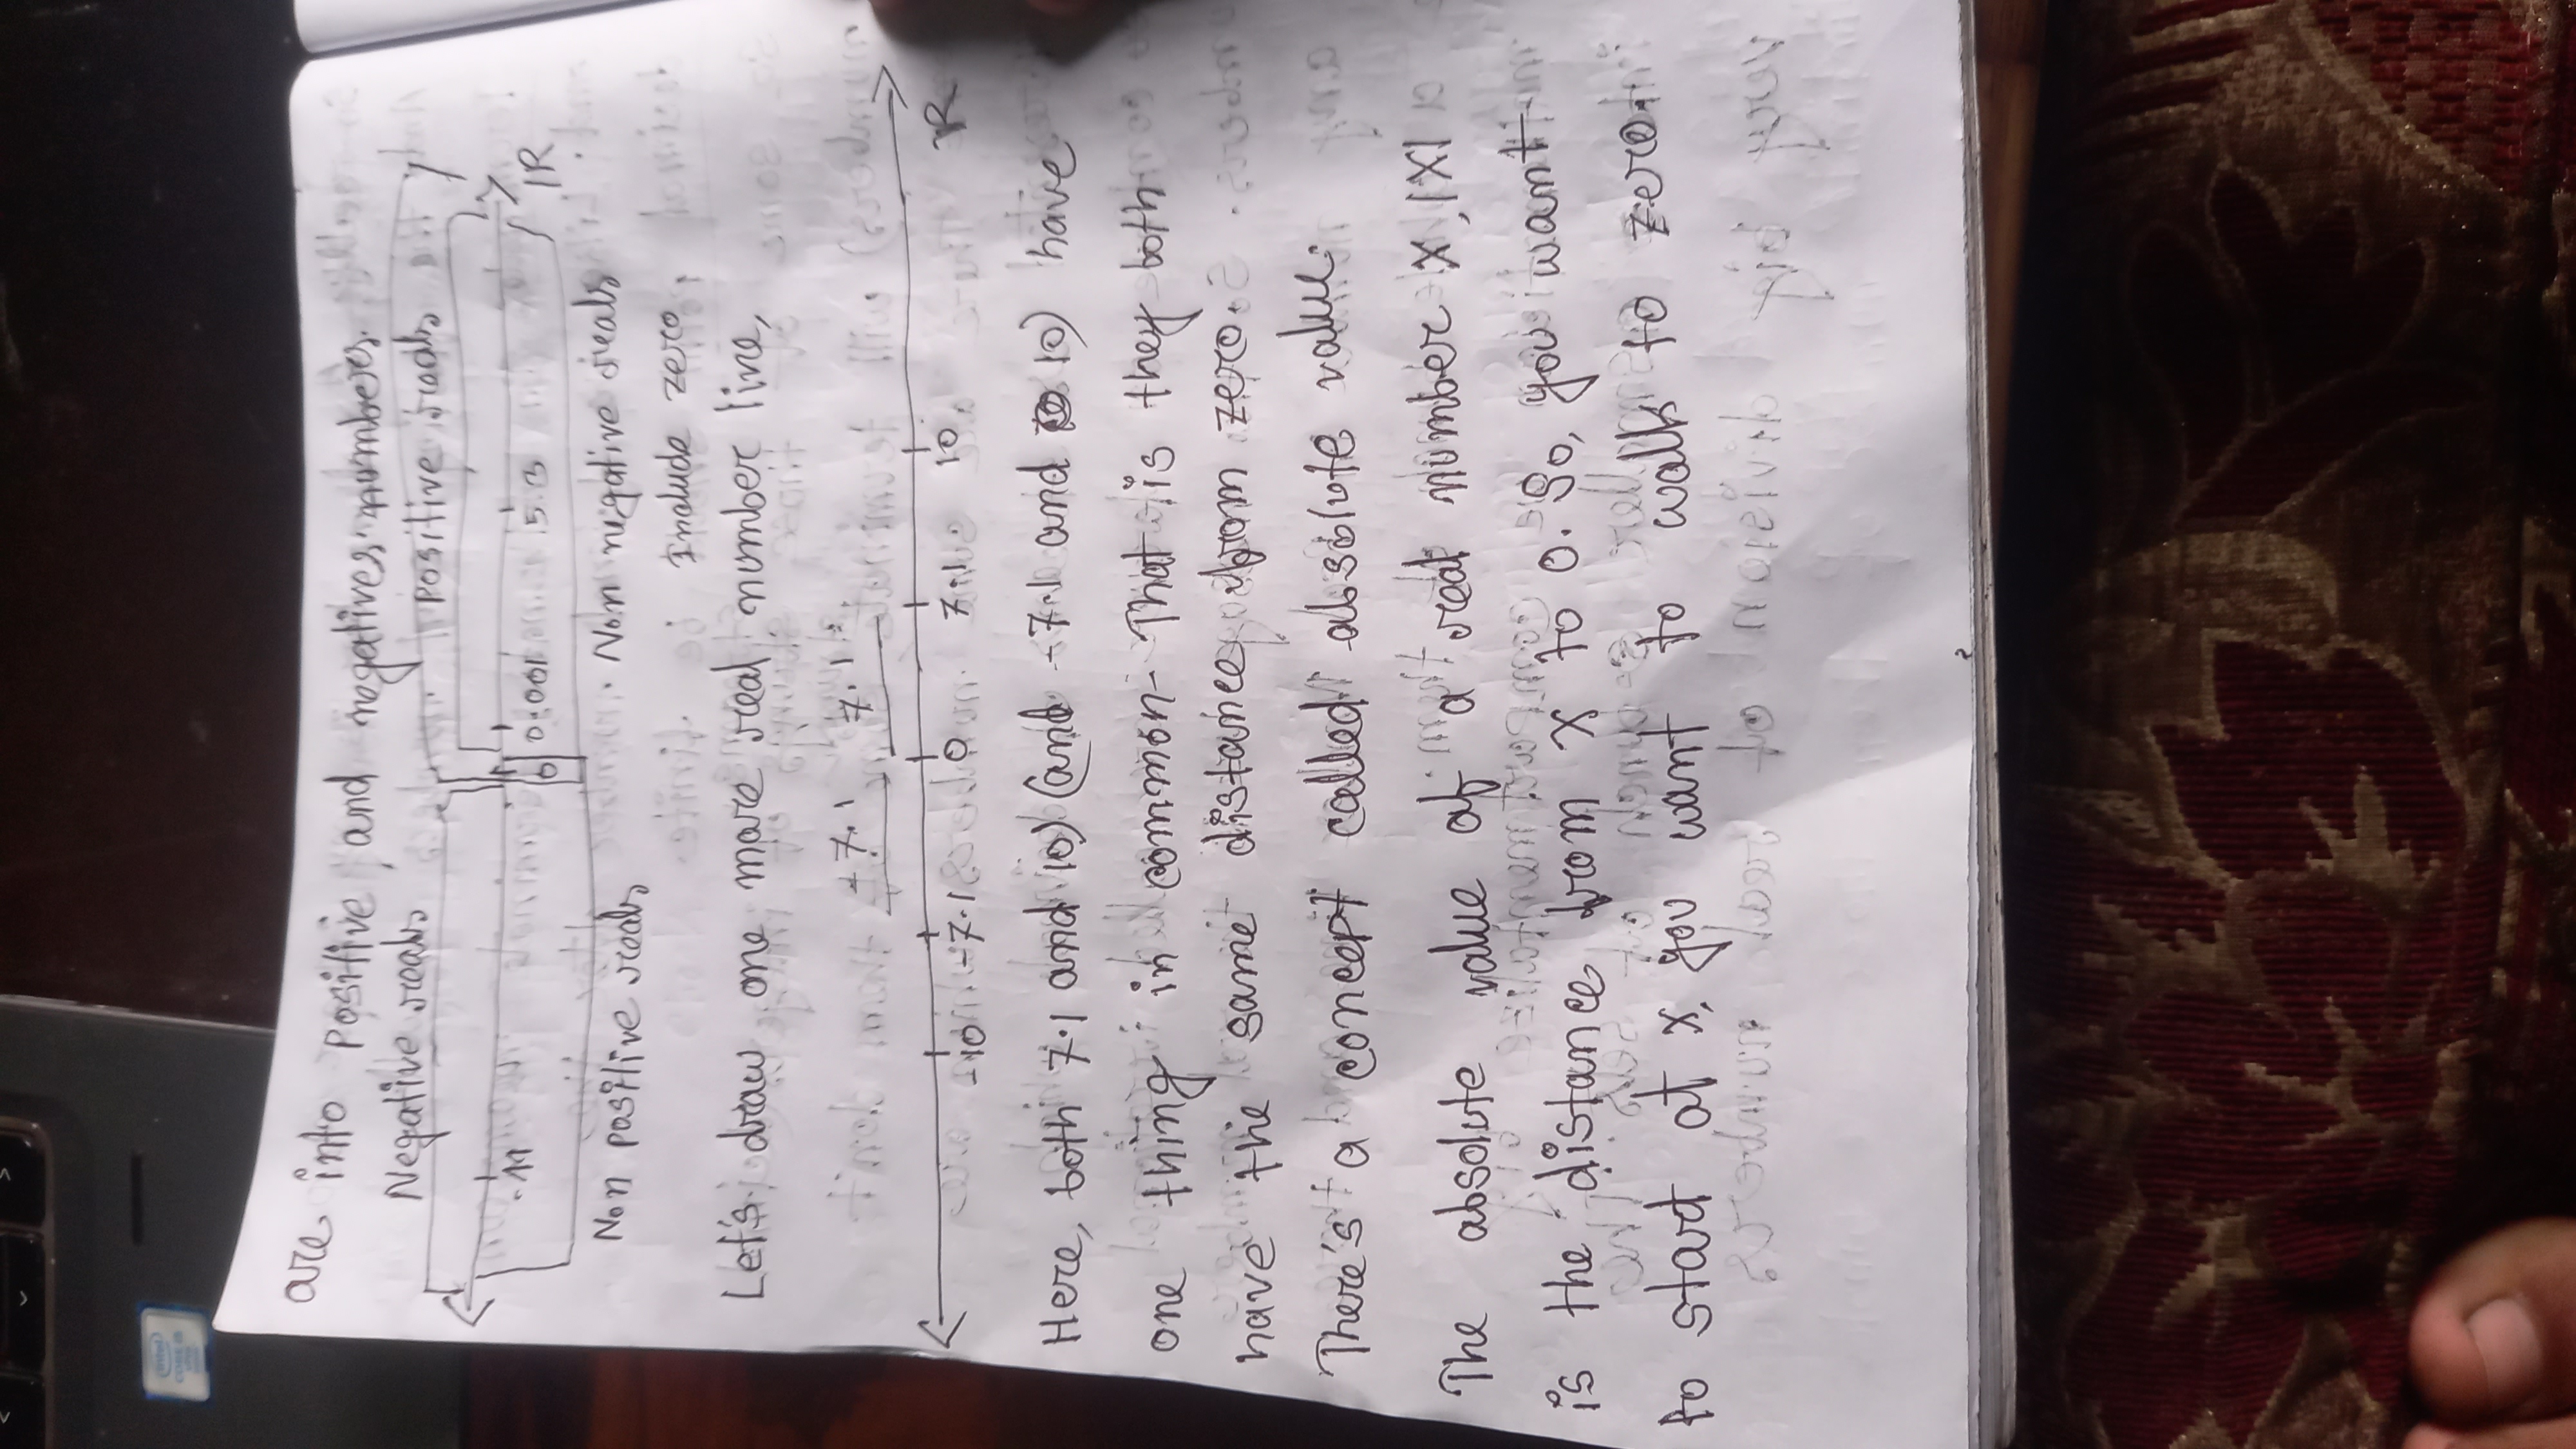 intel
CORE i5
vPro
are into positive and negatives numbers.
Negative reals
positive reals
-11 0 0.001 5.3 IR
Non positive reals
Non negative reals
Include zero.
Let's draw one more real number line,
7.1
-10 -7.1 0 7.1 10 IR
Here, both 7.1 and 10) (and -7.1 and 10) have
one thing in common- That is they both
have the same distance from zero.
There's a concept called absolute value.
The absolute value of a real number x, |x|
is the distance from x to 0. So, you want
to start at x, you want to walk to zero.